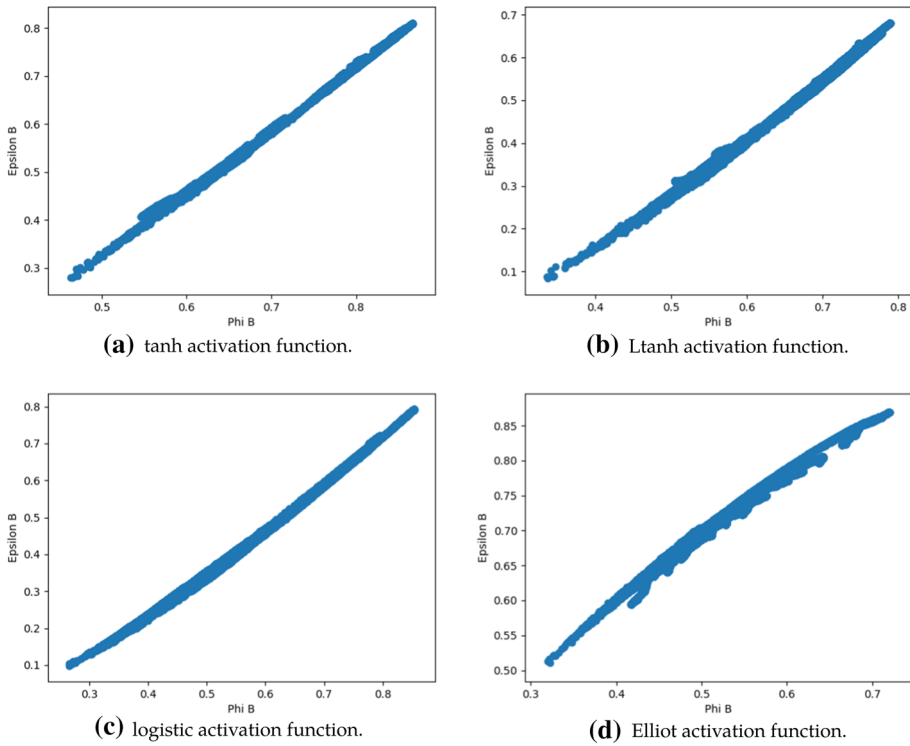 0.8
0.7
0.6
0.5
0.4
0.3
Epsilon B
0.5 0.6 0.7 0.8
Phi B
(a) tanh activation function.
0.7
0.6
0.5
0.4
0.3
0.2
0.1
Epsilon B
0.4 0.5 0.6 0.7 0.8
Phi B
(b) Ltanh activation function.
0.8
0.7
0.6
0.5
0.4
0.3
0.2
0.1
Epsilon B
0.3 0.4 0.5 0.6 0.7 0.8
Phi B
(c) logistic activation function.
0.85
0.80
0.75
0.70
0.65
0.60
0.55
0.50
Epsilon B
0.3 0.4 0.5 0.6 0.7
Phi B
(d) Elliot activation function.